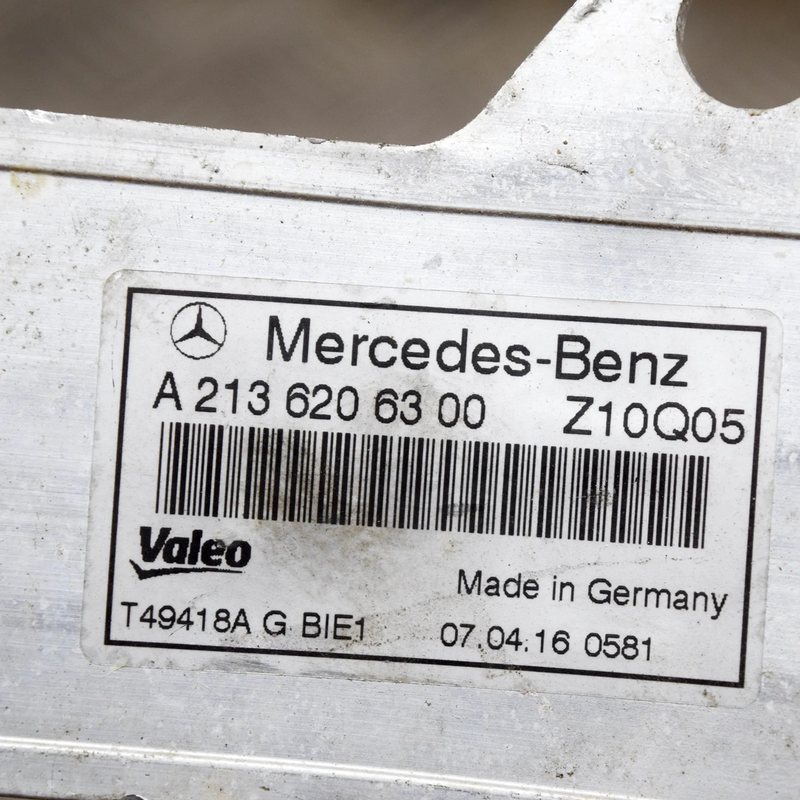 Mercedes-Benz
A 213 620 63 00 Z10Q05
Valeo
Made in Germany
T49418A G BIE1 07.04.16 0581